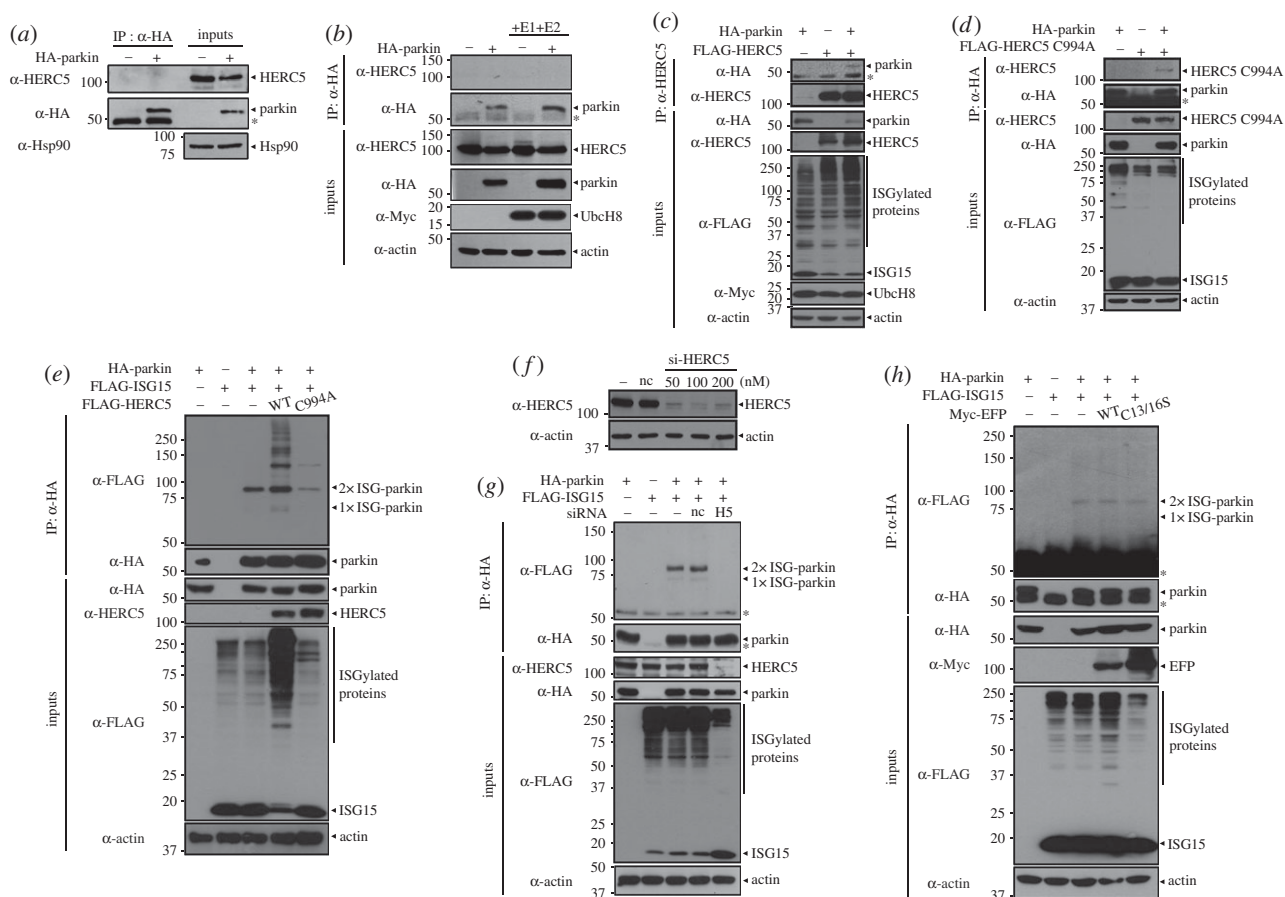 (a)
IP : α-HA inputs
HA-parkin – + – +
α-HERC5 100 HERC5
α-HA 50 parkin
*
α-Hsp90 100 75 Hsp90
(b)
+E1+E2
HA-parkin – + – +
IP: α-HA
α-HERC5 150 100
α-HA 50 parkin
*
inputs
α-HERC5 150 100 HERC5
α-HA 50 parkin
α-Myc 20 15 UbcH8
α-actin 50 actin
(c)
HA-parkin + – +
FLAG-HERC5 – + +
IP: α-HERC5
α-HA 50 parkin
*
α-HERC5 100 HERC5
inputs
α-HA 50 parkin
α-HERC5 100 HERC5
α-FLAG 250 100 75 50 37 25 20
ISGylated
proteins
ISG15
α-Myc 25 20 UbcH8
α-actin 37 actin
(d)
HA-parkin + – +
FLAG-HERC5 C994A – + +
IP: α-HA
α-HERC5 100 HERC5 C994A
α-HA 50 parkin
*
inputs
α-HERC5 100 HERC5 C994A
α-HA 50 parkin
α-FLAG 250 75 50 37 25 20
ISGylated
proteins
ISG15
α-actin 37 actin
(e)
HA-parkin + – + + +
FLAG-ISG15 – + + + +
FLAG-HERC5 – – – WT C994A
IP: α-HA
α-FLAG 250 150 100 75 50
2× ISG-parkin
1× ISG-parkin
α-HA 50 parkin
inputs
α-HA 50 parkin
α-HERC5 100 HERC5
α-FLAG 250 75 50 37 25 20
ISGylated
proteins
ISG15
α-actin 37 actin
(f)
si-HERC5
– nc 50 100 200 (nM)
α-HERC5 100 HERC5
α-actin 37 actin
(g)
HA-parkin + – + + +
FLAG-ISG15 – + + + +
siRNA – – – nc H5
IP: α-HA
α-FLAG 150 100 75 50
2× ISG-parkin
1× ISG-parkin
*
α-HA 50 parkin
*
inputs
α-HERC5 100 HERC5
α-HA 50 parkin
α-FLAG 250 75 50 37 25 20
ISGylated
proteins
ISG15
α-actin 50 37 actin
(h)
HA-parkin + – + + +
FLAG-ISG15 – + + + +
Myc-EFP – – – WT C13/16S
IP: α-HA
α-FLAG 250 150 100 75 50
2× ISG-parkin
1× ISG-parkin
*
α-HA 50 parkin
*
inputs
α-HA 50 parkin
α-Myc 100 EFP
α-FLAG 250 75 50 37 25 20
ISGylated
proteins
ISG15
α-actin 37 actin